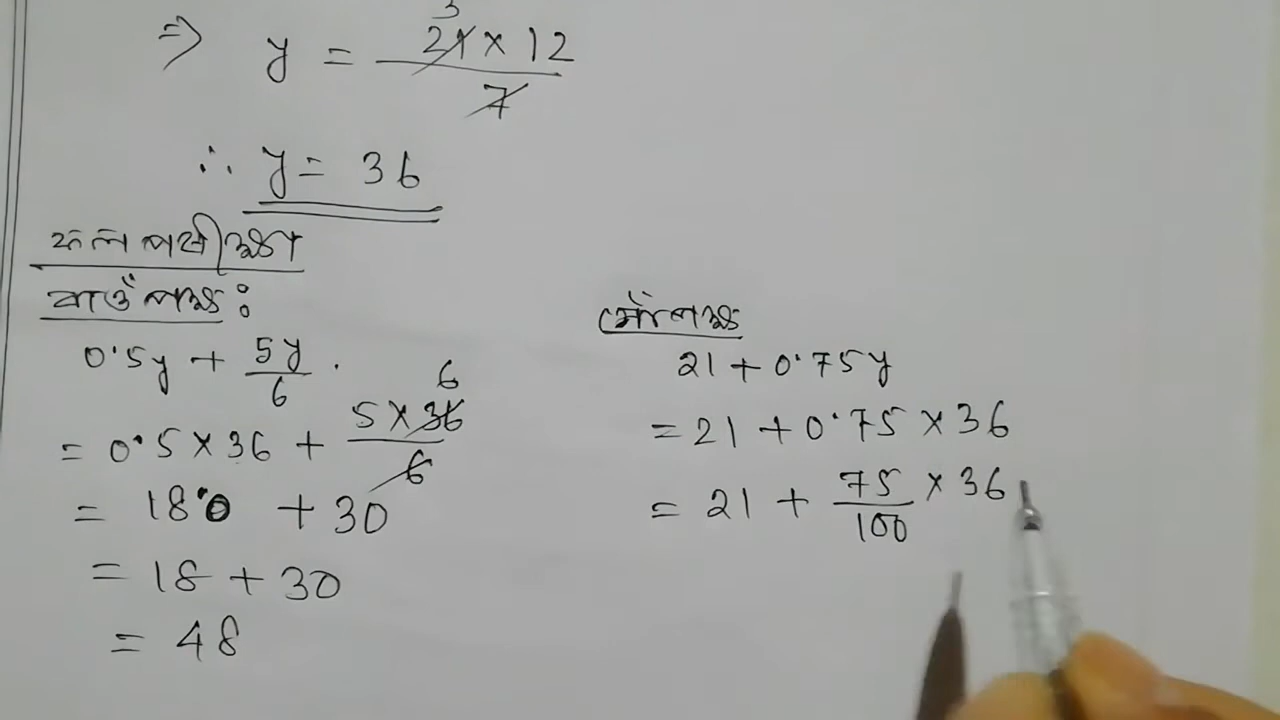 ⇒ y = 21 × 12 / 7
3
∴ y = 36
ফল পৰীক্ষা
বাওঁপক্ষ :
0.5y + 5y/6
= 0.5 × 36 + 5 × 36/6
6
= 18.0 + 30
= 18 + 30
= 48
সোঁপক্ষ
21 + 0.75y
= 21 + 0.75 × 36
= 21 + 75/100 × 36